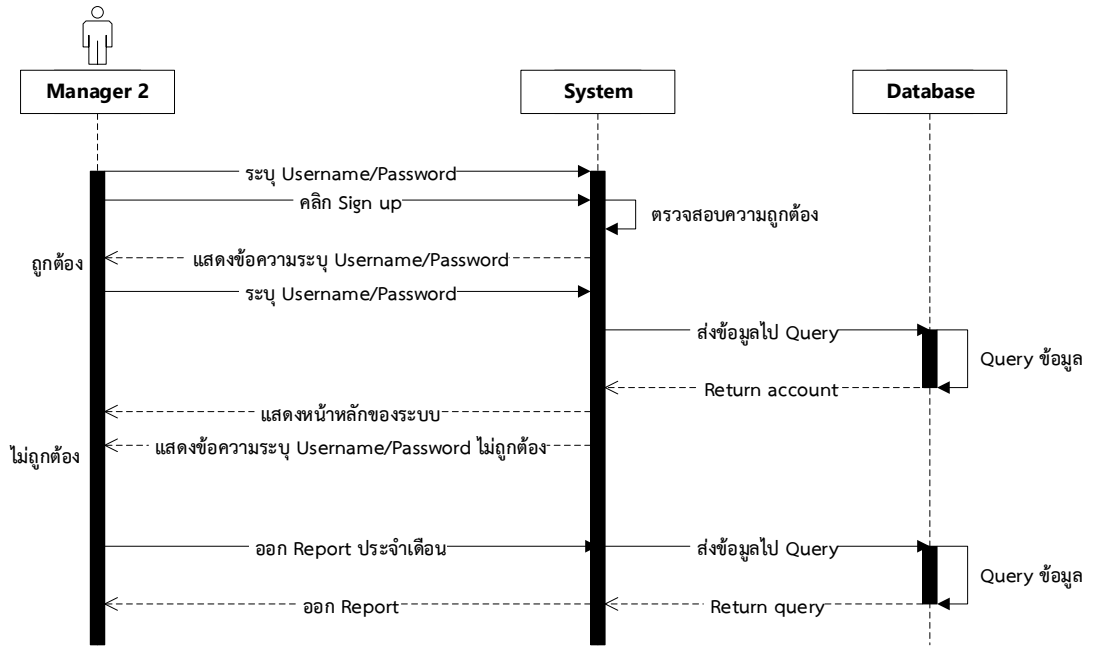 Manager 2
System
Database
ระบุ Username/Password
คลิก Sign up
ตรวจสอบความถูกต้อง
ถูกต้อง
แสดงข้อความระบุ Username/Password
ระบุ Username/Password
ส่งข้อมูลไป Query
Query ข้อมูล
Return account
แสดงหน้าหลักของระบบ
ไม่ถูกต้อง
แสดงข้อความระบุ Username/Password ไม่ถูกต้อง
ออก Report ประจำเดือน
ส่งข้อมูลไป Query
Query ข้อมูล
ออก Report
Return query